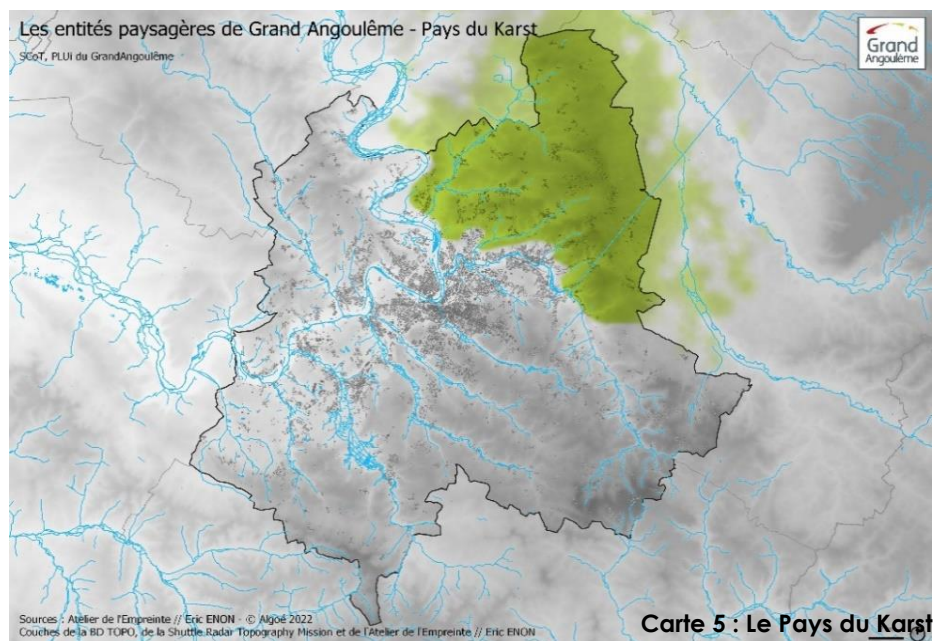 Les entités paysagères de Grand Angoulême - Pays du Karst
SCoT, PLUi du GrandAngoulême
Grand
Angoulême
Sources : Atelier de l'Empreinte // Eric ENON - © Algoé 2022
Couches de la BD TOPO, de la Shuttle Radar Topography Mission et de l'Atelier de l'Empreinte // Eric ENON
Carte 5 : Le Pays du Karst